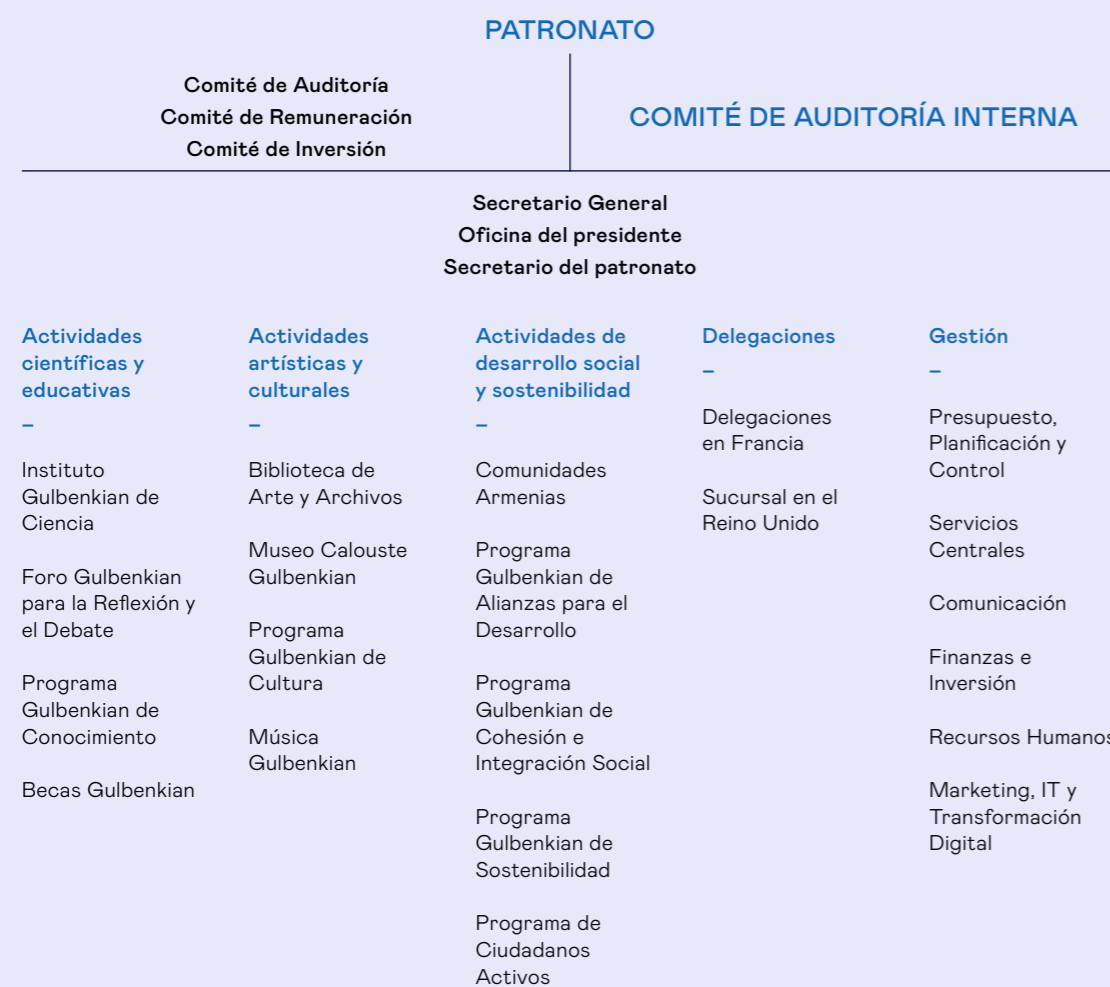 PATRONATO
Comité de Auditoría
Comité de Remuneración
Comité de Inversión
COMITÉ DE AUDITORÍA INTERNA
Secretario General
Oficina del presidente
Secretario del patronato
Actividades
científicas y
educativas
–
Instituto
Gulbenkian de
Ciencia
Foro Gulbenkian
para la Reflexión y
el Debate
Programa
Gulbenkian de
Conocimiento
Becas Gulbenkian
Actividades
artísticas y
culturales
–
Biblioteca de
Arte y Archivos
Museo Calouste
Gulbenkian
Programa
Gulbenkian de
Cultura
Música
Gulbenkian
Actividades de
desarrollo social
y sostenibilidad
–
Comunidades
Armenias
Programa
Gulbenkian de
Alianzas para el
Desarrollo
Programa
Gulbenkian de
Cohesión e
Integración Social
Programa
Gulbenkian de
Sostenibilidad
Programa de
Ciudadanos
Activos
Delegaciones
–
Delegaciones
en Francia
Sucursal en el
Reino Unido
Gestión
–
Presupuesto,
Planificación y
Control
Servicios
Centrales
Comunicación
Finanzas e
Inversión
Recursos Humanos
Marketing, IT y
Transformación
Digital